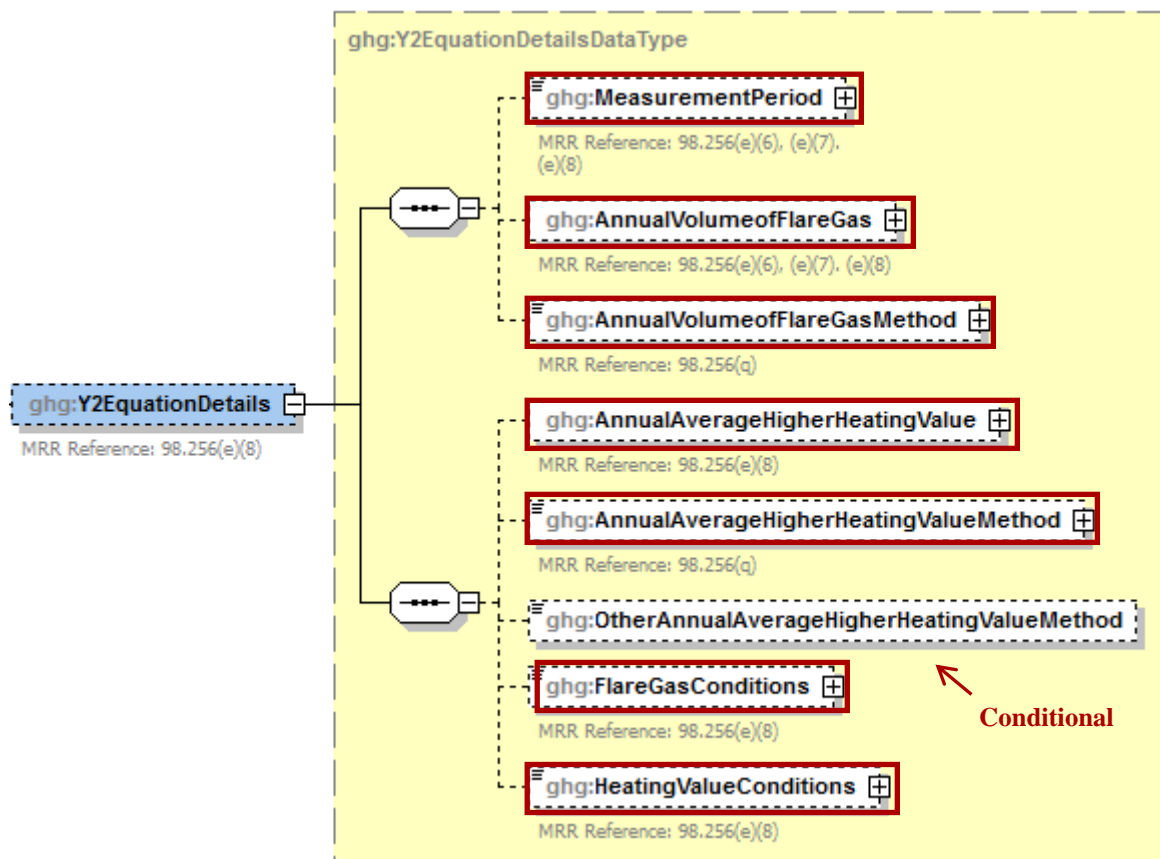 ghg:Y2EquationDetailsDataType
ghg:MeasurementPeriod
MRR Reference: 98.256(e)(6), (e)(7).
(e)(8)
ghg:AnnualVolumeofFlareGas
MRR Reference: 98.256(e)(6), (e)(7). (e)(8)
ghg:AnnualVolumeofFlareGasMethod
MRR Reference: 98.256(q)
ghg:Y2EquationDetails
MRR Reference: 98.256(e)(8)
ghg:AnnualAverageHigherHeatingValue
MRR Reference: 98.256(e)(8)
ghg:AnnualAverageHigherHeatingValueMethod
MRR Reference: 98.256(q)
ghg:OtherAnnualAverageHigherHeatingValueMethod
ghg:FlareGasConditions
Conditional
MRR Reference: 98.256(e)(8)
ghg:HeatingValueConditions
MRR Reference: 98.256(e)(8)